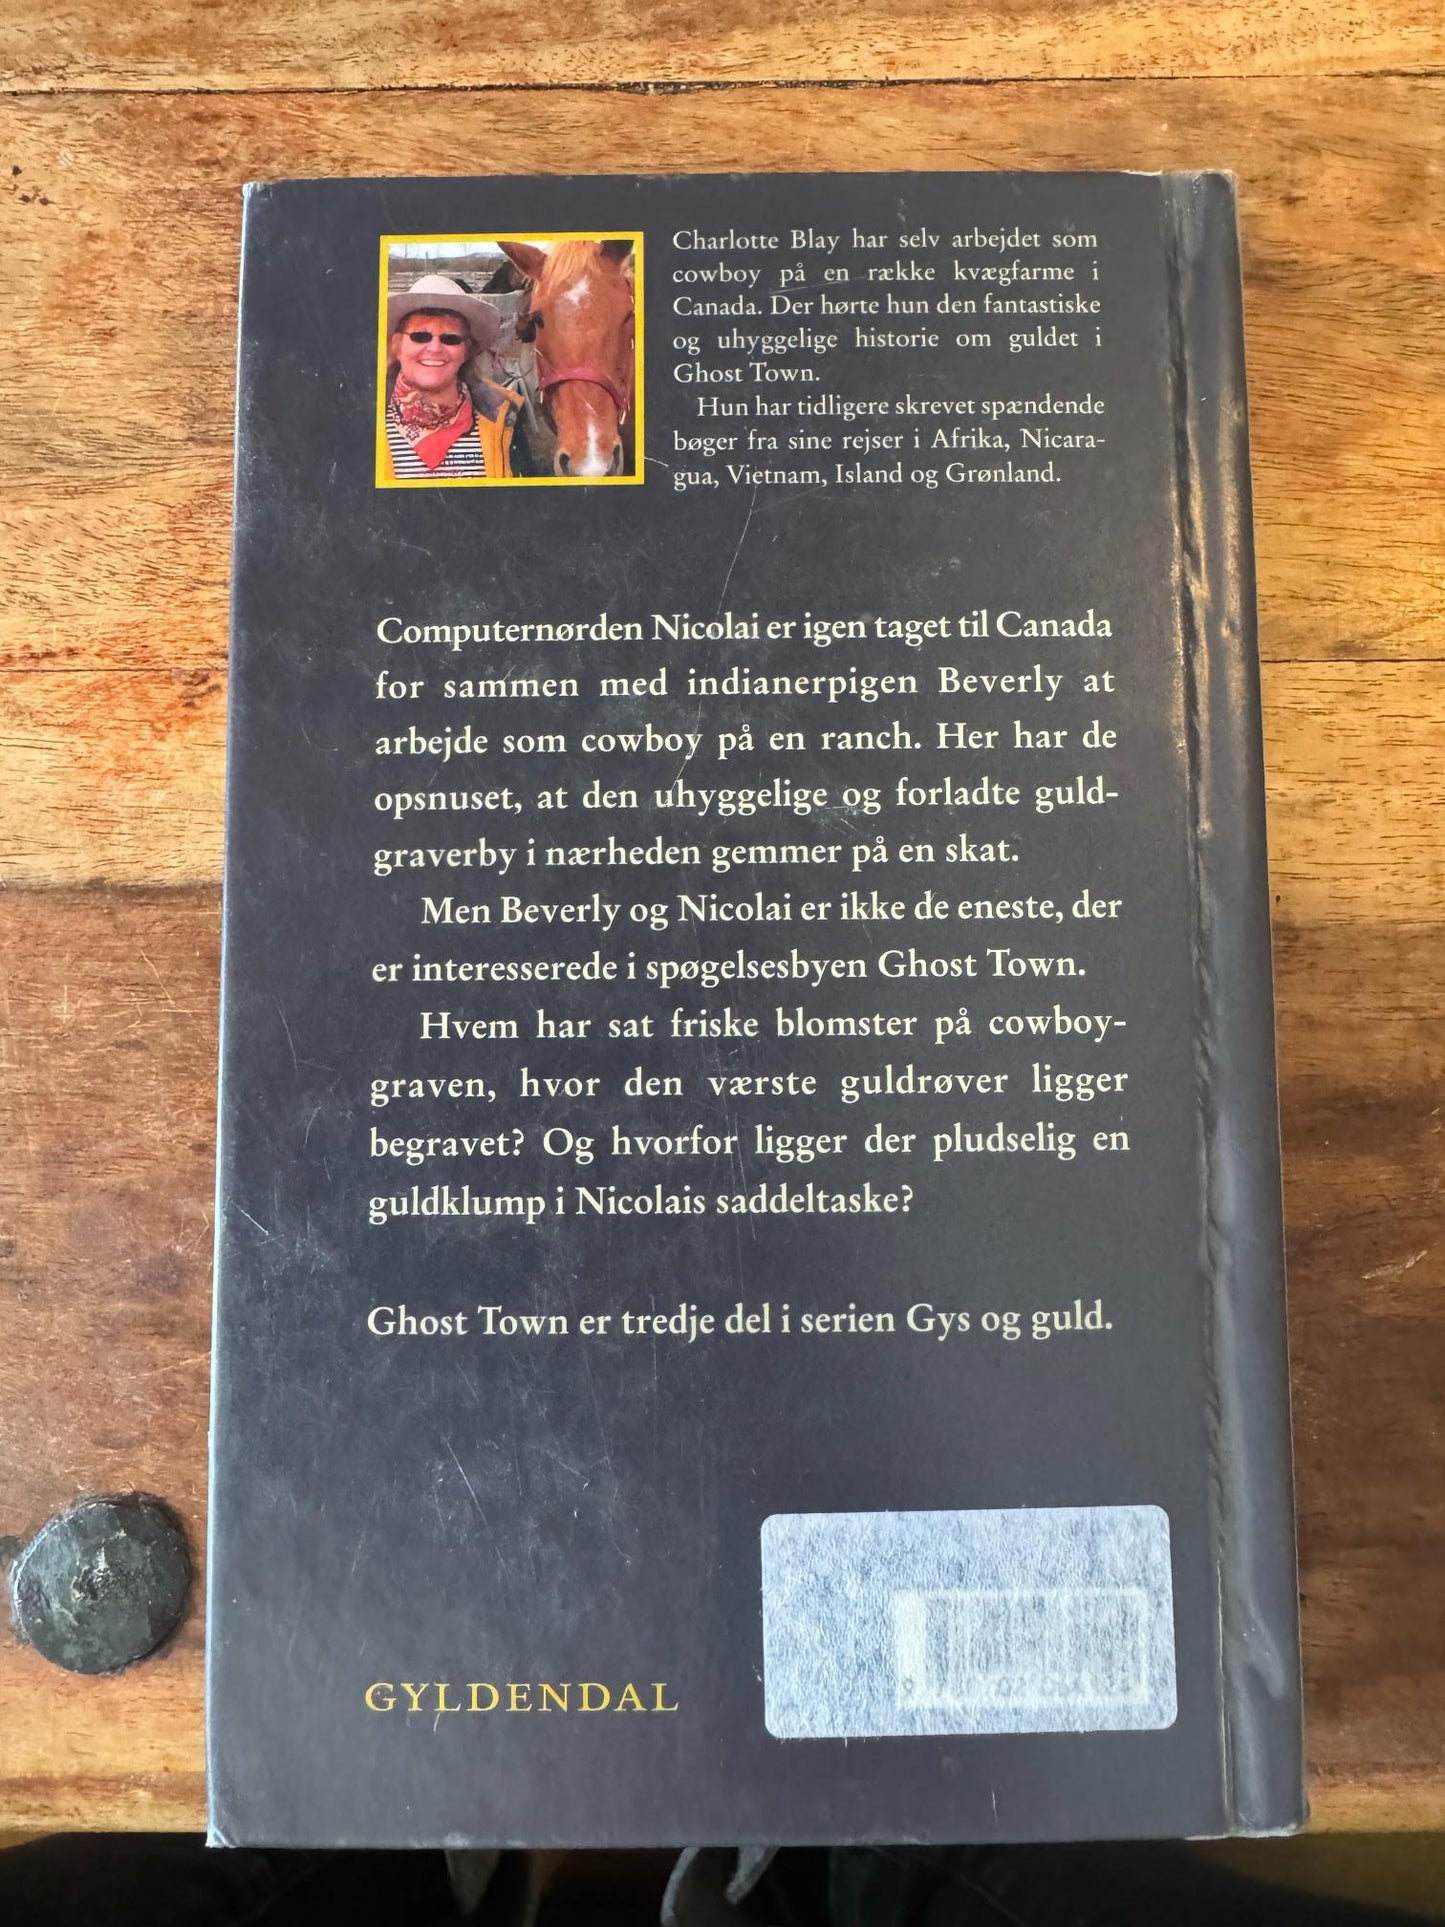 Charlotte Blay har selv arbejdet som
cowboy på en række kvægfarme i
Canada. Der hørte hun den fantastiske
og uhyggelige historie om guldet i
Ghost Town.
Hun har tidligere skrevet spændende
bøger fra sine rejser i Afrika, Nicara-
gua, Vietnam, Island og Grønland.
Computernørden Nicolai er igen taget til Canada
for sammen med indianerpigen Beverly at
arbejde som cowboy på en ranch. Her har de
opsnuset, at den uhyggelige og forladte guld-
graverby i nærheden gemmer på en skat.
Men Beverly og Nicolai er ikke de eneste, der
er interesserede i spøgelsesbyen Ghost Town.
Hvem har sat friske blomster på cowboy-
graven, hvor den værste guldrøver ligger
begravet? Og hvorfor ligger der pludselig en
guldklump i Nicolais saddeltaske?
Ghost Town er tredje del i serien Gys og guld.
GYLDENDAL